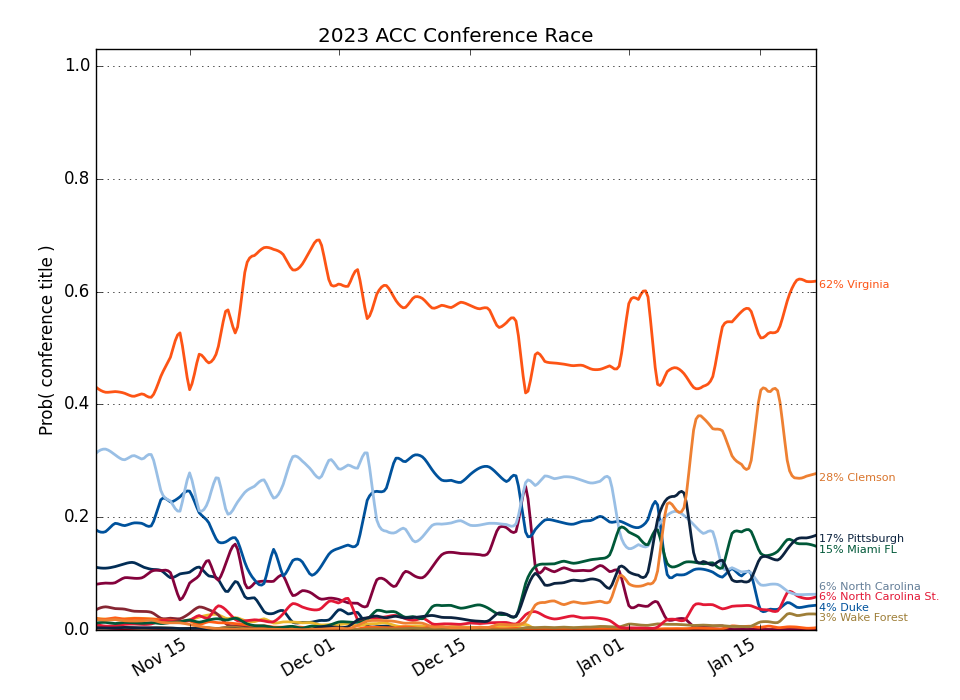 2023 ACC Conference Race
1.0
0.8
0.6
0.4
0.2
0.0
Prob( conference title )
62% Virginia
28% Clemson
17% Pittsburgh
15% Miami FL
6% North Carolina
6% North Carolina St.
4% Duke
3% Wake Forest
Nov 15
Dec 01
Dec 15
Jan 01
Jan 15